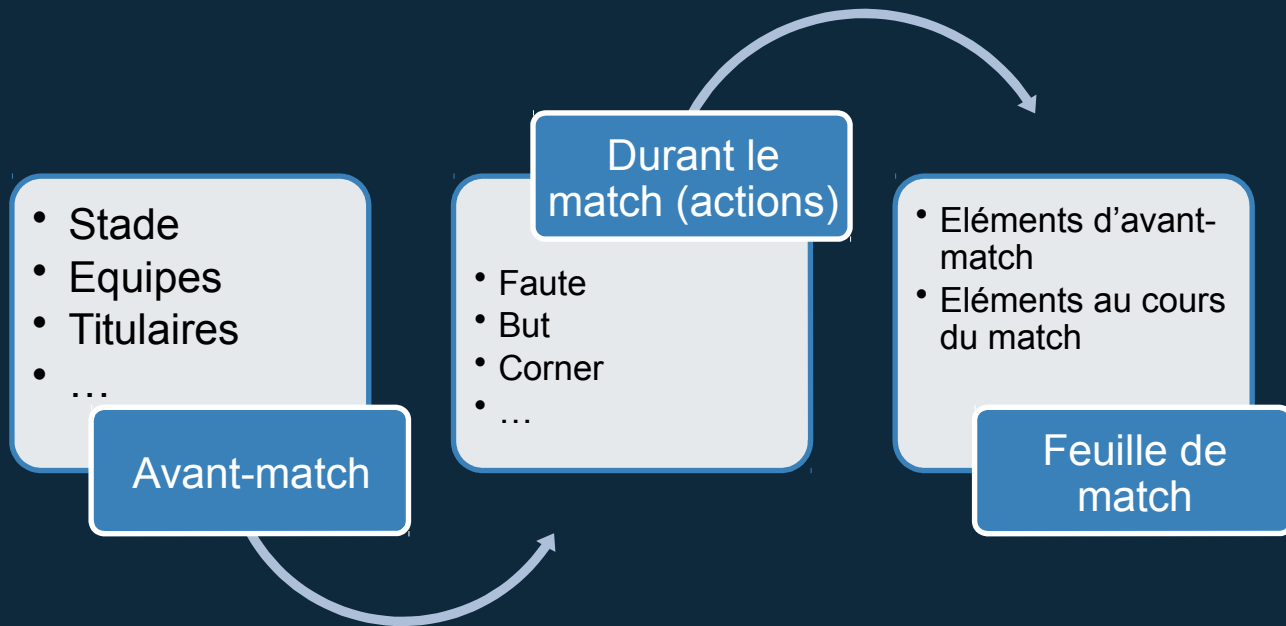 • Stade
• Equipes
• Titulaires
• …
Avant-match
Durant le
match (actions)
• Faute
• But
• Corner
• …
• Eléments d’avant-
match
• Eléments au cours
du match
Feuille de
match